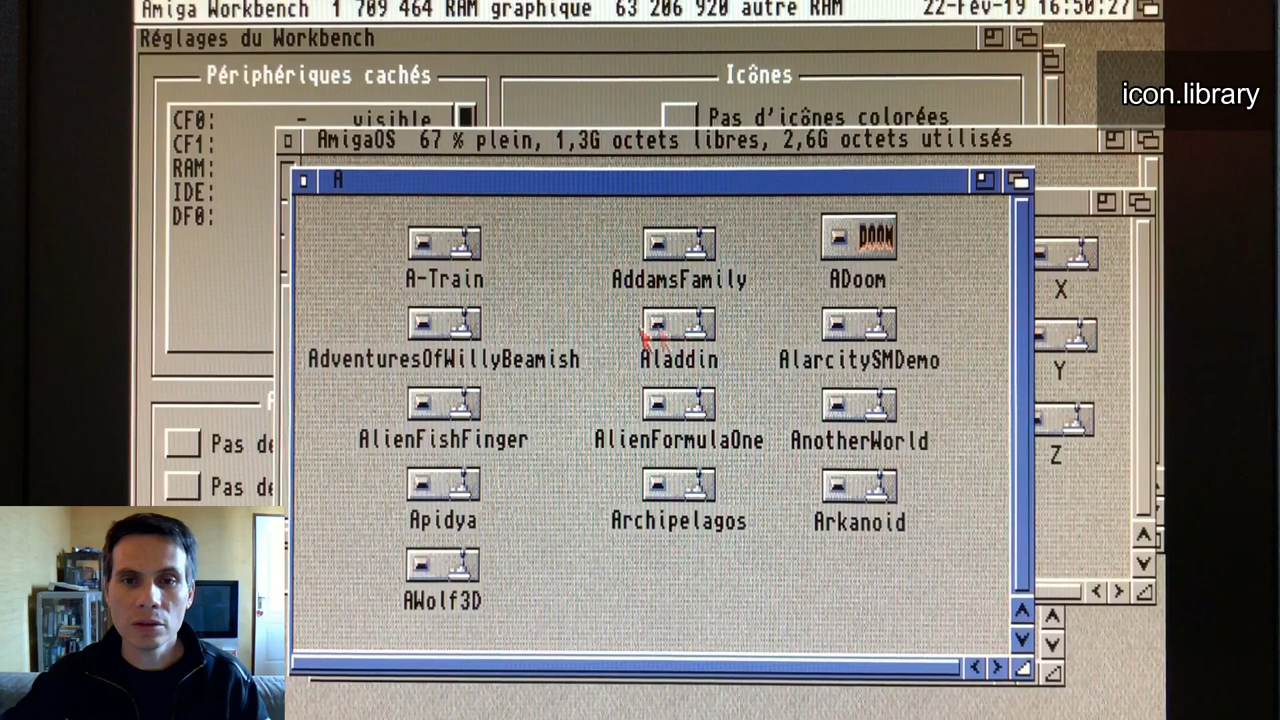 Amiga Workbench 1 709 464 RAM graphique 63 206 920 autre RAM 22-Fév-19 16:50:27
Réglages du Workbench
icon.library
Périphériques cachés
Icônes
CF0: - visible
CF1:
RAM:
IDE:
DF0:
Pas d'icônes colorées
AmigaOS 67 % plein, 1,3G octets libres, 2,6G octets utilisés
A
DOOM
A-Train AddamsFamily ADoom
X
AdventuresOfWillyBeamish Aladdin AlarcitySMDemo
Y
AlienFishFinger AlienFormulaOne AnotherWorld
Pas de
Z
Pas de
Apidya Archipelagos Arkanoid
AWolf3D